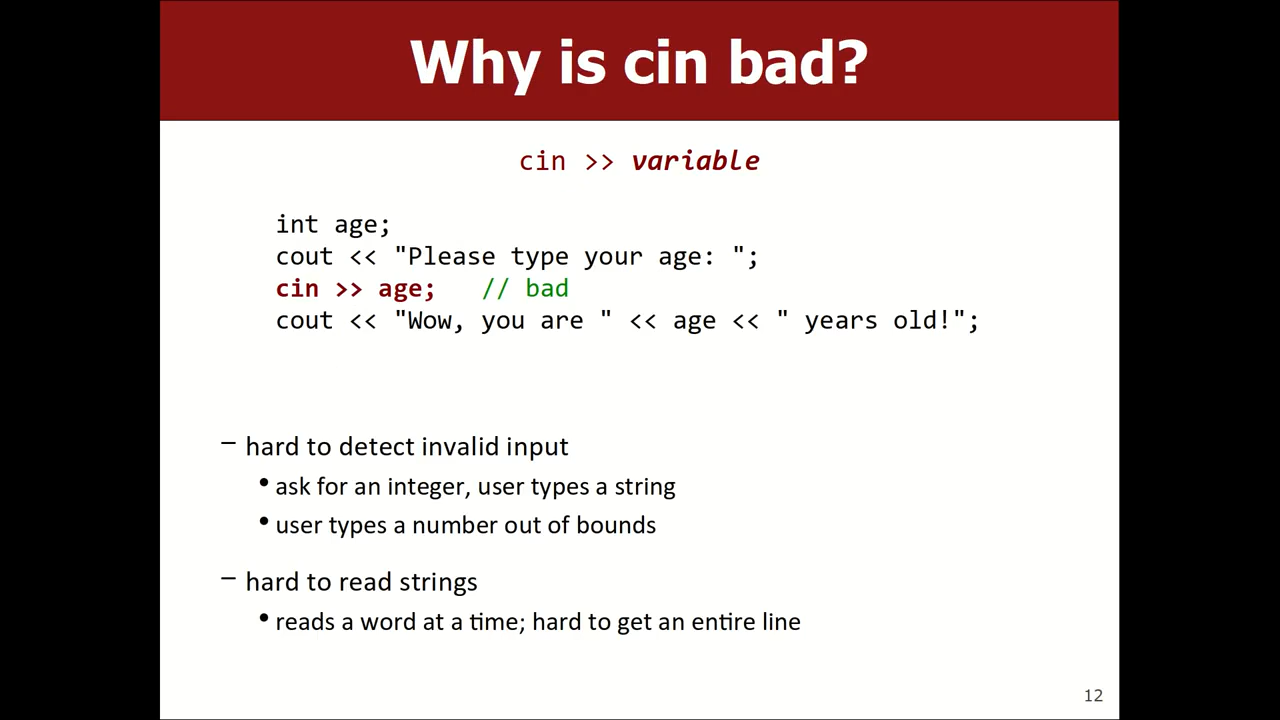 Why is cin bad?
cin >> variable
int age;
cout << "Please type your age: ";
cin >> age;   // bad
cout << "Wow, you are " << age << " years old!";
– hard to detect invalid input
• ask for an integer, user types a string
• user types a number out of bounds
– hard to read strings
• reads a word at a time; hard to get an entire line
12